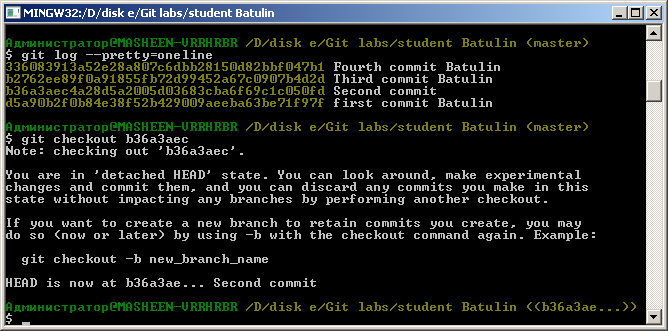 MINGW32:/D/disk e/Git labs/student Batulin
Администратор@MASHEEN-VRRHRBR /D/disk e/Git labs/student Batulin (master)
$ git log --pretty=oneline
336083913a52e28a807c6dbb28150d82bbf047b1 Fourth commit Batulin
b2762ee89f0a91855fb72d99452a67c0907b4d2d Third commit Batulin
b36a3aec4a28d5a2005d03683cba6f69c1c050fd Second commit
d5a90b2f0b84e38f52b429009aeeba63be71f97f first commit Batulin
Администратор@MASHEEN-VRRHRBR /D/disk e/Git labs/student Batulin (master)
$ git checkout b36a3aec
Note: checking out 'b36a3aec'.
You are in 'detached HEAD' state. You can look around, make experimental
changes and commit them, and you can discard any commits you make in this
state without impacting any branches by performing another checkout.
If you want to create a new branch to retain commits you create, you may
do so (now or later) by using -b with the checkout command again. Example:
git checkout -b new_branch_name
HEAD is now at b36a3ae... Second commit
Администратор@MASHEEN-VRRHRBR /D/disk e/Git labs/student Batulin ((b36a3ae...))
$